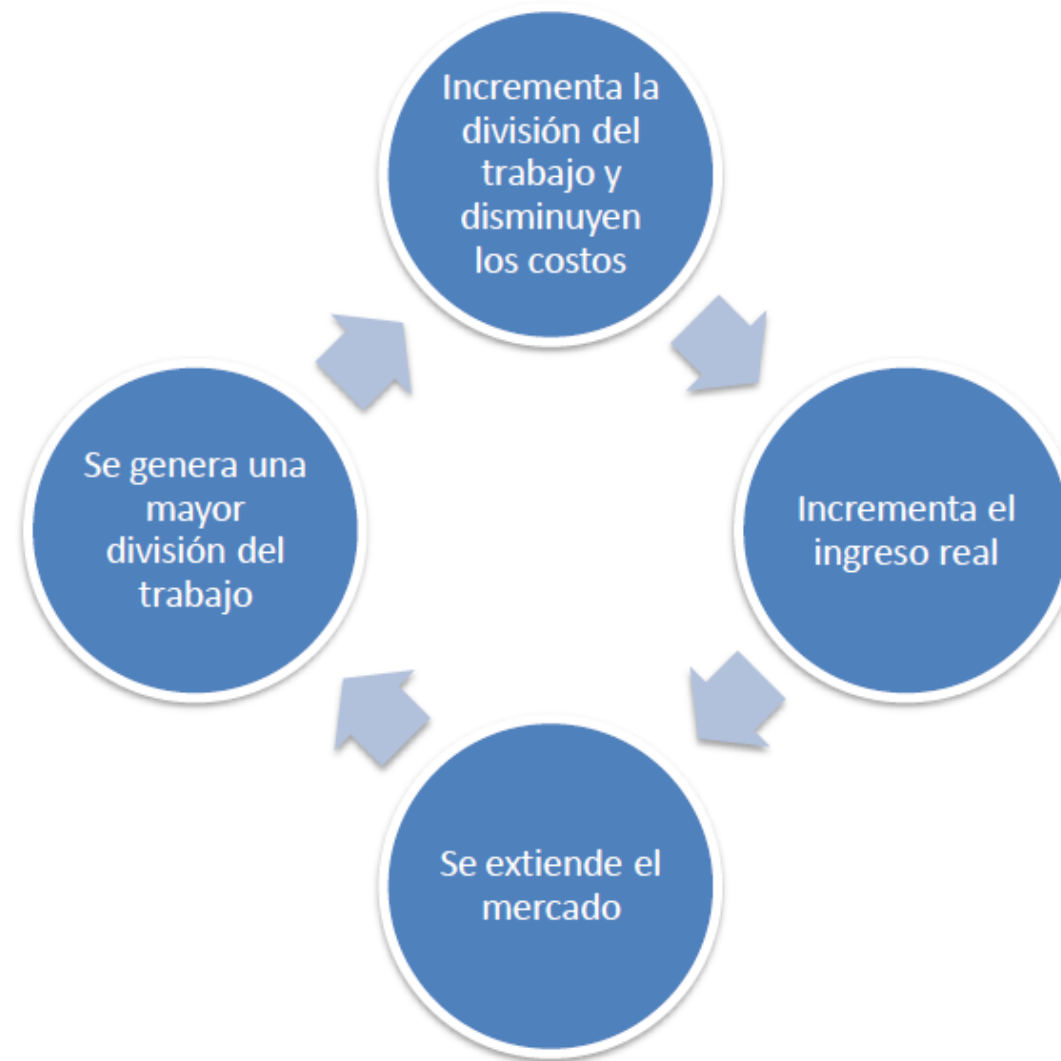 Incrementa la
división del
trabajo y
disminuyen
los costos
Incrementa el
ingreso real
Se extiende el
mercado
Se genera una
mayor
división del
trabajo